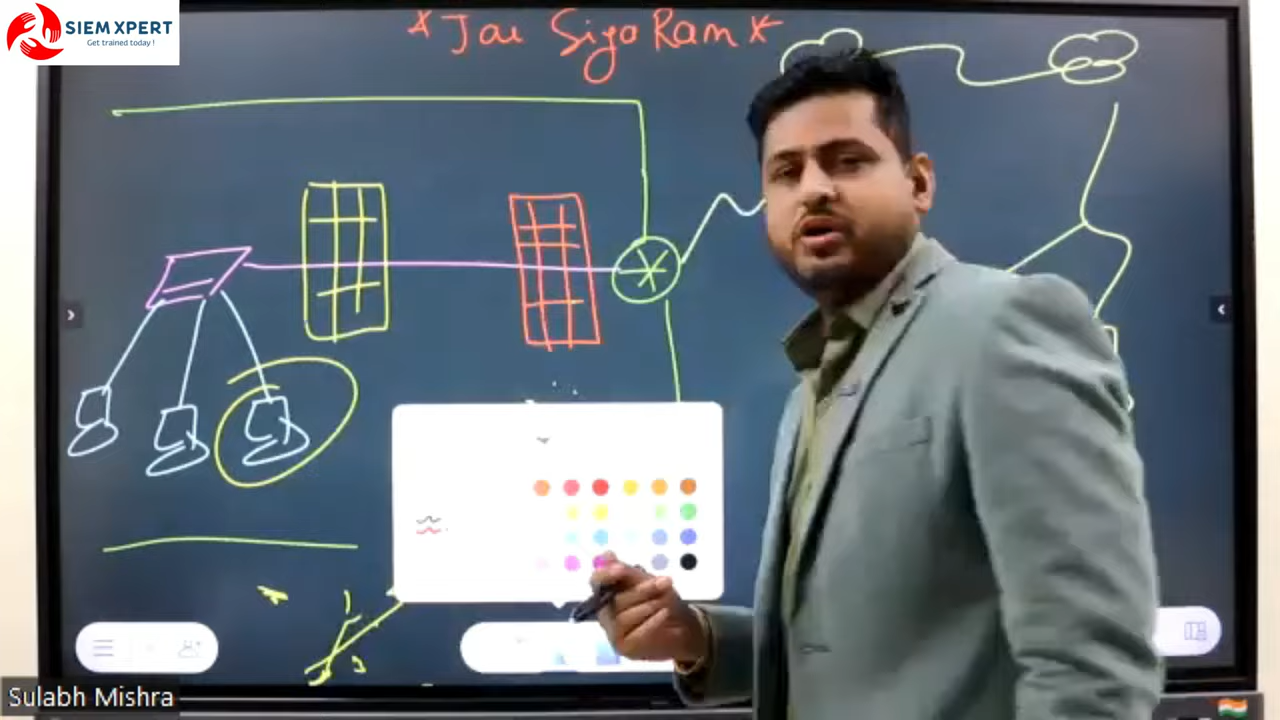 SIEM XPERT
Get trained today !
* Jai Siya Ram *
Sulabh Mishra